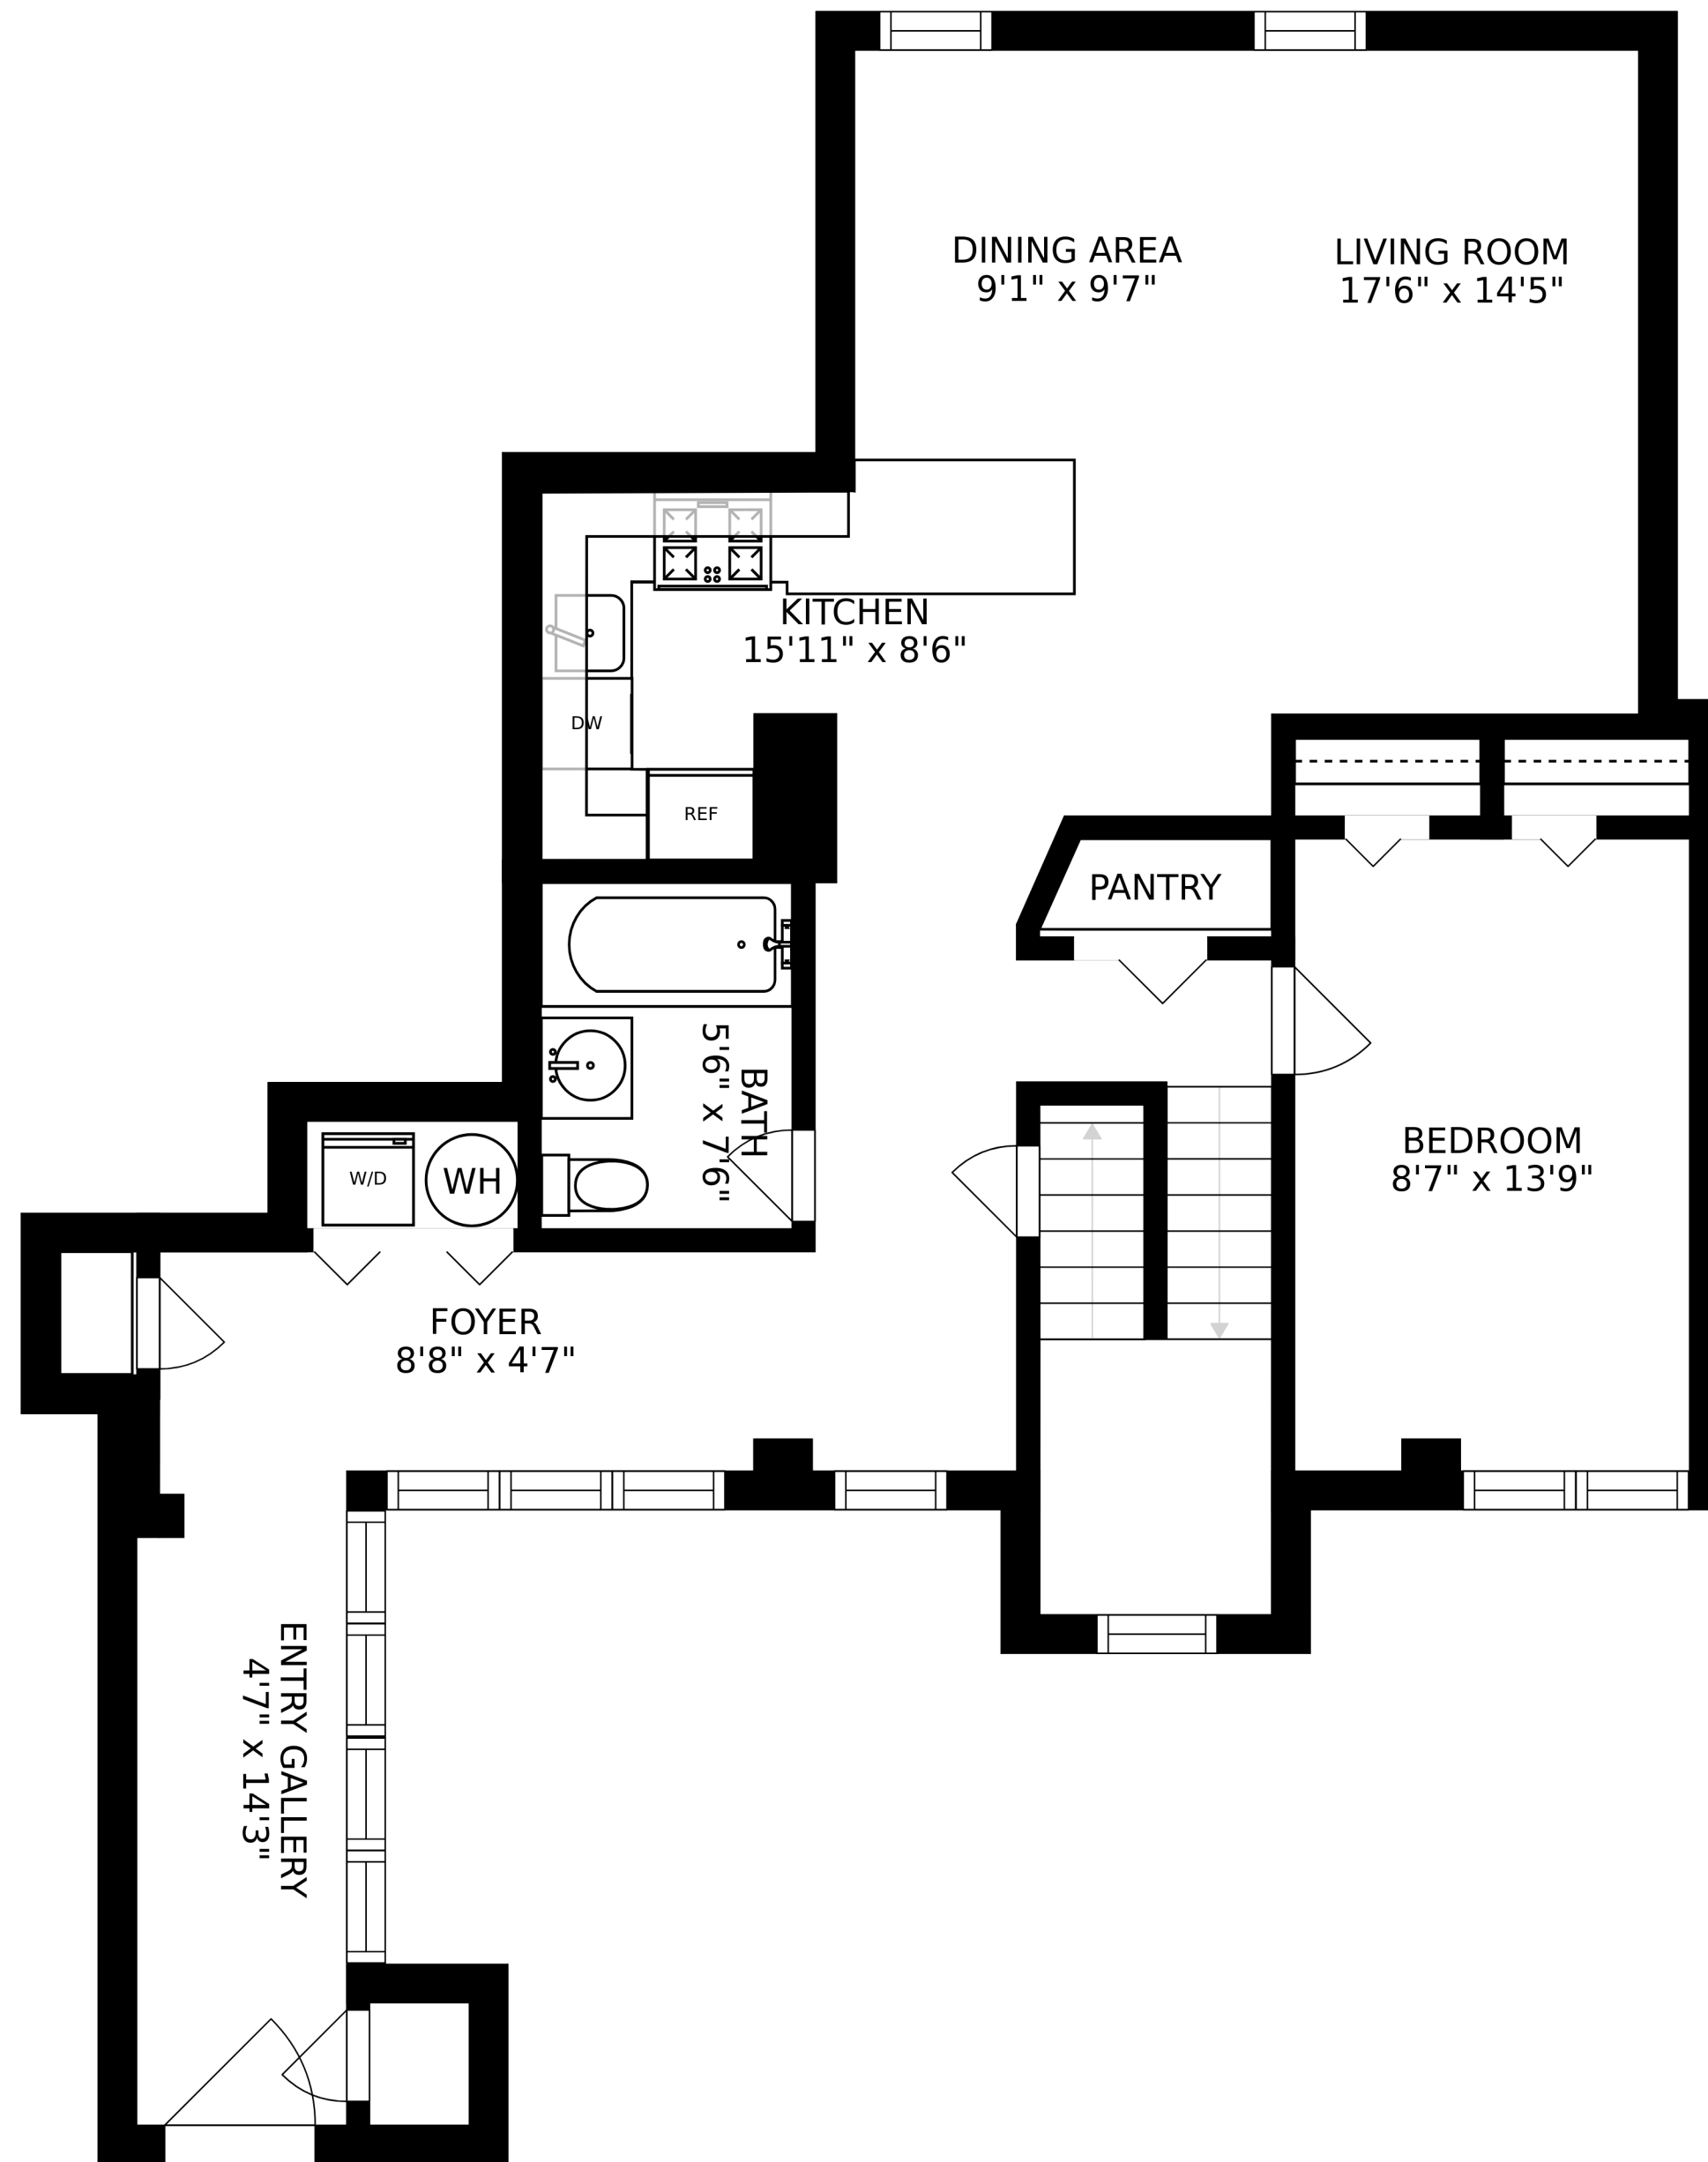 DINING AREA
9'1" x 9'7"
LIVING ROOM
17'6" x 14'5"
KITCHEN
15'11" x 8'6"
DW
REF
PANTRY
BATH
5'6" x 7'6"
BEDROOM
8'7" x 13'9"
W/D
WH
FOYER
8'8" x 4'7"
ENTRY GALLERY
4'7" x 14'3"